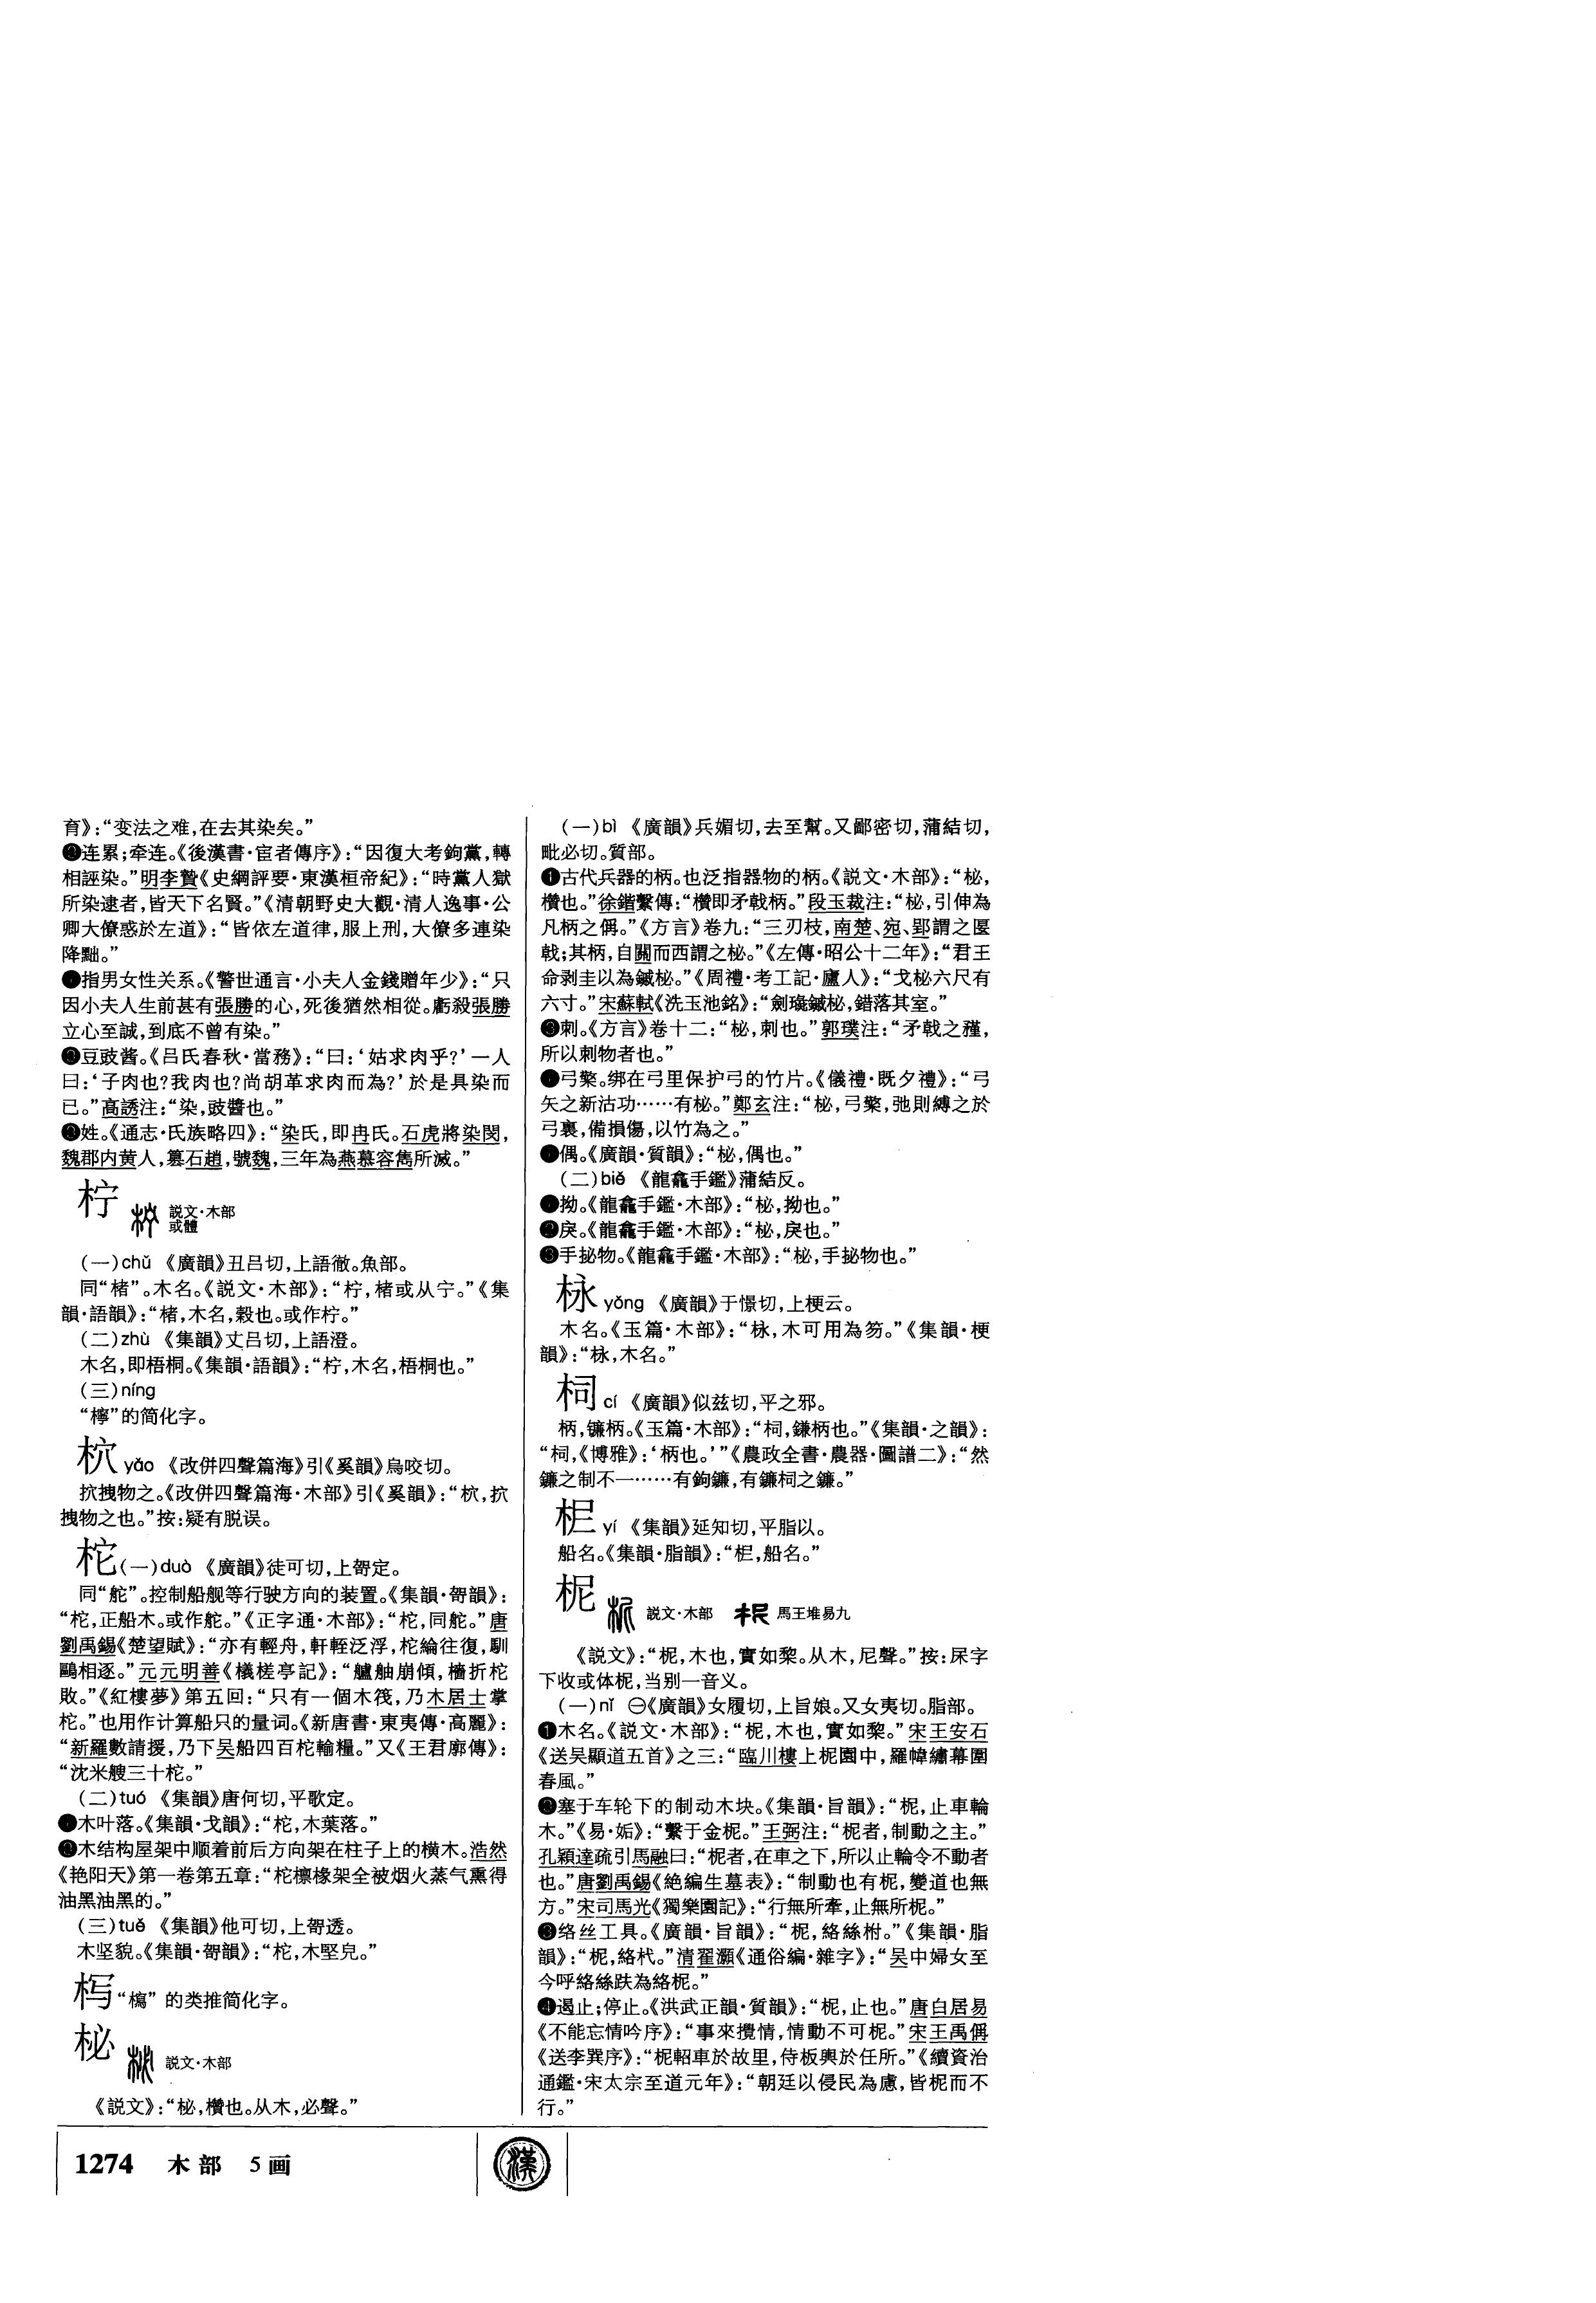 育》：“变法之难，在去其染矣。”
连累；牵连。《後漢書·宦者傳序》：“因復大考鉤黨，轉
相誣染。”明李贄《史綱評要·東漢桓帝紀》：“時黨人獄
所染逮者，皆天下名賢。”《清朝野史大觀·清人逸事·公
卿大僚惑於左道》：“皆依左道律，服上刑，大僚多連染
降黜。”
指男女性关系。《警世通言·小夫人金錢贈年少》：“只
因小夫人生前甚有張勝的心，死後猶然相從。虧殺張勝
立心至誠，到底不曾有染。”
豆豉酱。《吕氏春秋·當務》：“曰：‘姑求肉乎？’一人
曰：‘子肉也？我肉也？尚胡革求肉而為？’於是具染而
已。”高誘注：“染，豉醬也。”
姓。《通志·氏族略四》：“染氏，即冉氏。石虎將染閔，
魏郡内黄人，篡石趙，號魏，三年為燕慕容雋所滅。”
柠 説文·木部
或體
（一）chǔ 《廣韻》丑吕切，上語徹。魚部。
同“楮”。木名。《説文·木部》：“柠，楮或从宁。”《集
韻·語韻》：“楮，木名，榖也。或作柠。”
（二）zhù 《集韻》丈吕切，上語澄。
木名，即梧桐。《集韻·語韻》：“柠，木名，梧桐也。”
（三）níng
“檸”的简化字。
杴 yǎo 《改併四聲篇海》引《奚韻》烏咬切。
拽物之。《改併四聲篇海·木部》引《奚韻》：“
拽物之也。”按：疑有脱误。
柁（一）duò 《廣韻》徒可切，上哿定。
同“舵”。控制船舰等行驶方向的装置。《集韻·哿韻》：
“柁，正船木。或作舵。”《正字通·木部》：“柁，同舵。”唐
劉禹錫《楚望賦》：“亦有輕舟，軒輊泛浮，柁綸往復，馴
鷗相逐。”元元明善《檥槎亭記》：“艫舳崩傾，檣折柁
敗。”《紅樓夢》第五回：“只有一個木筏，乃木居士掌
柁。”也用作计算船只的量词。《新唐書·東夷傳·高麗》：
“新羅數請援，乃下吴船四百柁輸糧。”又《王君廓傳》：
“沈米艘三十柁。”
（二）tuó 《集韻》唐何切，平歌定。
木叶落。《集韻·戈韻》：“柁，木葉落。”
木结构屋架中顺着前后方向架在柱子上的横木。浩然
《艳阳天》第一卷第五章：“柁檩椽架全被烟火蒸气熏得
油黑油黑的。”
（三）tuǒ 《集韻》他可切，上哿透。
木坚貌。《集韻·哿韻》：“柁，木堅皃。”
“㮩”的类推简化字。
柲 説文·木部
《説文》：“柲，欑也。从木，必聲。”
（一）bì 《廣韻》兵媚切，去至幫。又鄙密切，蒲結切，
毗必切。質部。
❶古代兵器的柄。也泛指器物的柄。《説文·木部》：“柲，
欑也。”徐鍇繫傳：“欑即矛戟柄。”段玉裁注：“柲，引伸為
凡柄之偁。”《方言》卷九：“三刃枝，南楚、宛、郢謂之匽
戟；其柄，自關而西謂之柲。”《左傳·昭公十二年》：“君王
命剥圭以為鏚柲。”《周禮·考工記·廬人》：“戈柲六尺有
六寸。”宋蘇軾《洗玉池銘》：“劍璏鏚柲，錯落其室。”
❸刺。《方言》卷十二：“柲，刺也。”郭璞注：“矛戟之䂎，
所以刺物者也。”
弓檠。绑在弓里保护弓的竹片。《儀禮·既夕禮》：“弓
矢之新沽功……有柲。”鄭玄注：“柲，弓檠，弛則縛之於
弓裏，備損傷，以竹為之。”
偶。《廣韻·質韻》：“柲，偶也。”
（二）biě 《龍龕手鑑》蒲結反。
拗。《龍龕手鑑·木部》：“柲，拗也。”
❷戾。《龍龕手鑑·木部》：“柲，戾也。”
❸手㧙物。《龍龕手鑑·木部》：“柲，手㧙物也。”
栐 yǒng 《廣韻》于憬切，上梗云。
木名。《玉篇·木部》：“栐，木可用為笏。”《集韻·梗
韻》：“栐，木名。”
柌 cí 《廣韻》似兹切，平之邪。
柄，镰柄。《玉篇·木部》：“柌，鎌柄也。”《集韻·之韻》：
“柌，《博雅》：‘柄也。’”《農政全書·農器·圖譜二》：“然
鐮之制不一……有鉤鐮，有鐮柌之鐮。”
yí 《集韻》延知切，平脂以。
船名。《集韻·脂韻》：“船名。”
柅 説文·木部 馬王堆易九
《説文》：“柅，木也，實如棃。从木，尼聲。”按：杘字
下收或体柅，当别一音义。
（一）nǐ ㊀《廣韻》女履切，上旨娘。又女夷切。脂部。
❶木名。《説文·木部》：“柅，木也，實如棃。”宋王安石
《送吴顯道五首》之三：“臨川樓上柅園中，羅幃繡幕圍
春風。”
❷塞于车轮下的制动木块。《集韻·旨韻》：“柅，止車輪
木。”《易·姤》：“繫于金柅。”王弼注：“柅者，制動之主。”
孔穎達疏引馬融曰：“柅者，在車之下，所以止輪令不動者
也。”唐劉禹錫《絶編生墓表》：“制動也有柅，變道也無
方。”宋司馬光《獨樂園記》：“行無所牽，止無所柅。”
❸络丝工具。《廣韻·旨韻》：“柅，絡絲柎。”《集韻·脂
韻》：“柅，絡杙。”清翟灝《通俗編·雜字》：“吴中婦女至
今呼絡絲趺為絡柅。”
❹遏止；停止。《洪武正韻·質韻》：“柅，止也。”唐白居易
《不能忘情吟序》：“事來攪情，情動不可柅。”宋王禹偁
《送李巽序》：“柅軺車於故里，侍板輿於任所。”《續資治
通鑑·宋太宗至道元年》：“朝廷以侵民為慮，皆柅而不
行。”
1274 木部 5画
漢